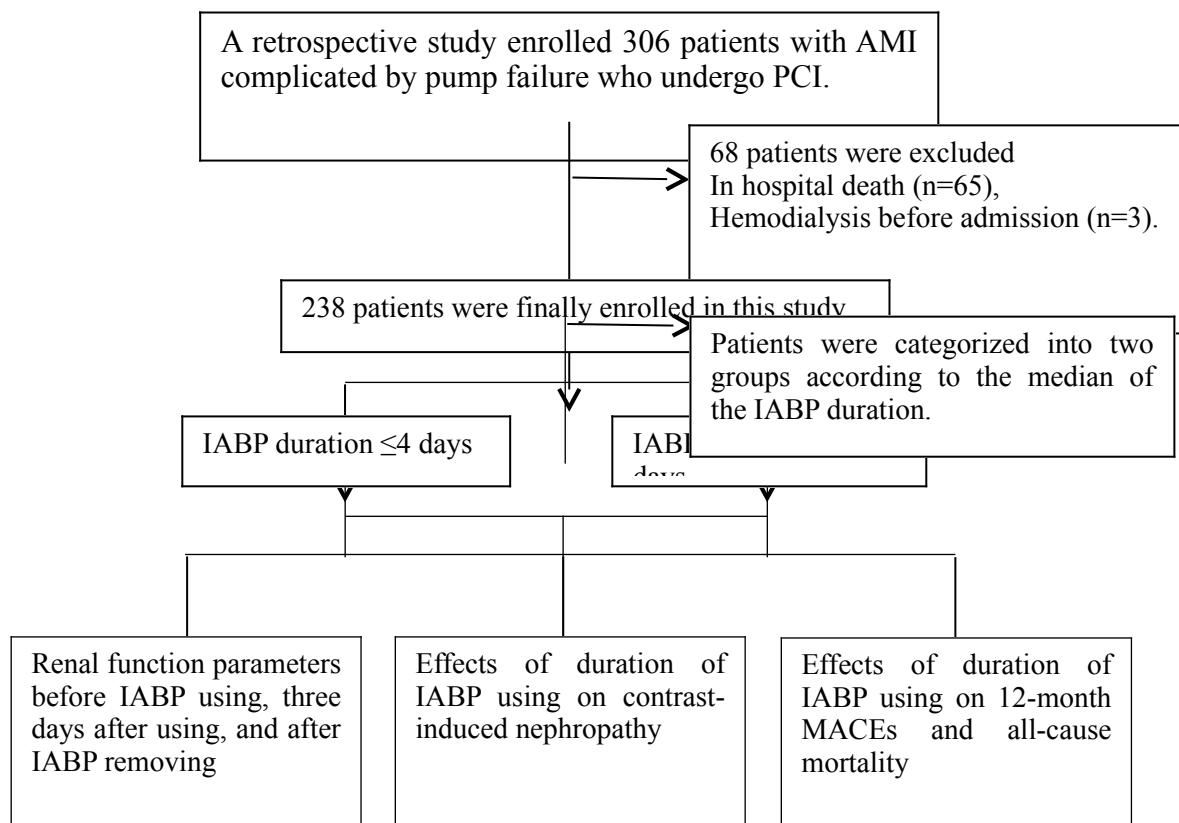 A retrospective study enrolled 306 patients with AMI
complicated by pump failure who undergo PCI.
68 patients were excluded
In hospital death (n=65),
Hemodialysis before admission (n=3).
238 patients were finally enrolled in this study
Patients were categorized into two
groups according to the median of
the IABP duration.
IABP duration ≤4 days
days
Renal function parameters
before IABP using, three
days after using, and after
IABP removing
Effects of duration of
IABP using on contrast-
induced nephropathy
Effects of duration of
IABP using on 12-month
MACEs and all-cause
mortality